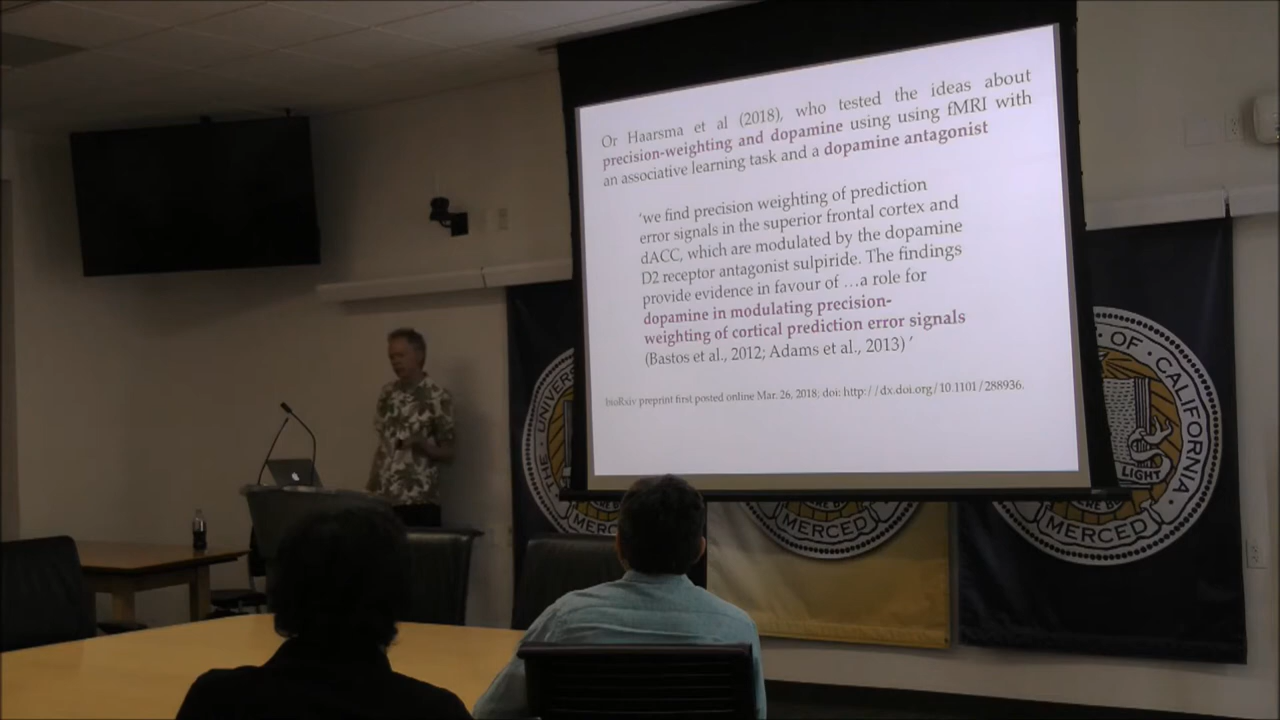 Or Haarsma et al (2018), who tested the ideas about
precision-weighting and dopamine using using fMRI with
an associative learning task and a dopamine antagonist
'we find precision weighting of prediction
error signals in the superior frontal cortex and
dACC, which are modulated by the dopamine
D2 receptor antagonist sulpiride. The findings
provide evidence in favour of …a role for
dopamine in modulating precision-
weighting of cortical prediction error signals
(Bastos et al., 2012; Adams et al., 2013) '
bioRxiv preprint first posted online Mar. 26, 2018; doi: http://dx.doi.org/10.1101/288936.
THE · UNIVER
MERCED
MERCED
OF · CALIFORNIA ·
LIGHT
MERCED